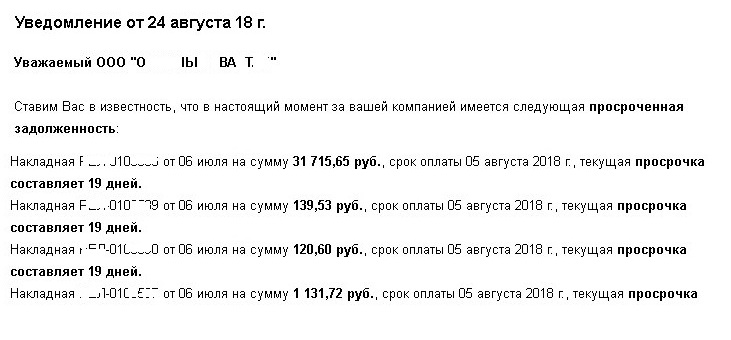 Уведомление от 24 августа 18 г.
Уважаемый ООО "
Ставим Вас в известность, что в настоящий момент за вашей компанией имеется следующая просроченная
задолженность:
Накладная от 06 июля на сумму 31 715,65 руб., срок оплаты 05 августа 2018 г., текущая просрочка
составляет 19 дней.
Накладная от 06 июля на сумму 139,53 руб., срок оплаты 05 августа 2018 г., текущая просрочка
составляет 19 дней.
Накладная от 06 июля на сумму 120,60 руб., срок оплаты 05 августа 2018 г., текущая просрочка
составляет 19 дней.
Накладная от 06 июля на сумму 1 131,72 руб., срок оплаты 05 августа 2018 г., текущая просрочка